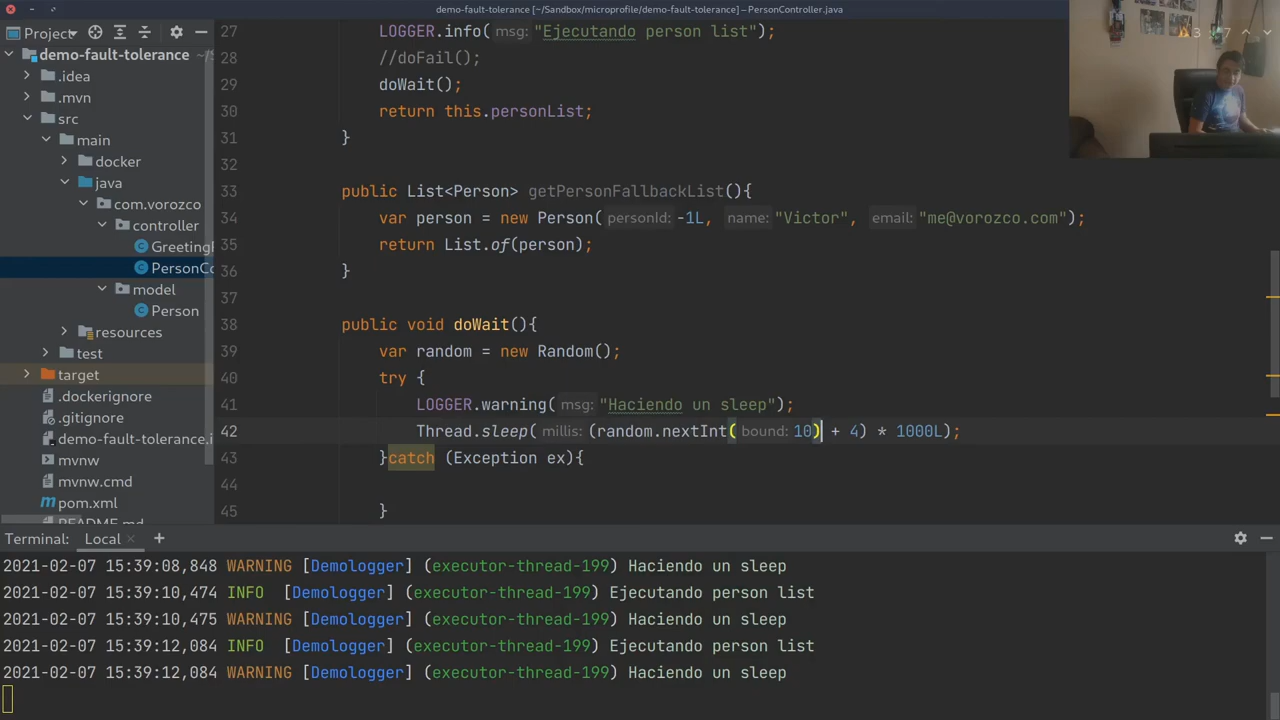 demo-fault-tolerance [~/Sandbox/microprofile/demo-fault-tolerance] – PersonController.java
Project
demo-fault-tolerance
.idea
.mvn
src
main
docker
java
com.vorozco
controller
Greeting
PersonCo
model
Person
resources
test
target
.dockerignore
.gitignore
demo-fault-tolerance.i
mvnw
mvnw.cmd
pom.xml
README.md
3 7
27 LOGGER.info( msg: "Ejecutando person list");
28 //doFail();
29 doWait();
30 return this.personList;
31 }
32
33 public List<Person> getPersonFallbackList(){
34 var person = new Person( personId: -1L, name: "Victor", email: "me@vorozco.com");
35 return List.of(person);
36 }
37
38 public void doWait(){
39 var random = new Random();
40 try {
41 LOGGER.warning( msg: "Haciendo un sleep");
42 Thread.sleep( millis: (random.nextInt( bound: 10) + 4) * 1000L);
43 }catch (Exception ex){
44
45 }
Terminal: Local × +
2021-02-07 15:39:08,848 WARNING [Demologger] (executor-thread-199) Haciendo un sleep
2021-02-07 15:39:10,474 INFO [Demologger] (executor-thread-199) Ejecutando person list
2021-02-07 15:39:10,475 WARNING [Demologger] (executor-thread-199) Haciendo un sleep
2021-02-07 15:39:12,084 INFO [Demologger] (executor-thread-199) Ejecutando person list
2021-02-07 15:39:12,084 WARNING [Demologger] (executor-thread-199) Haciendo un sleep